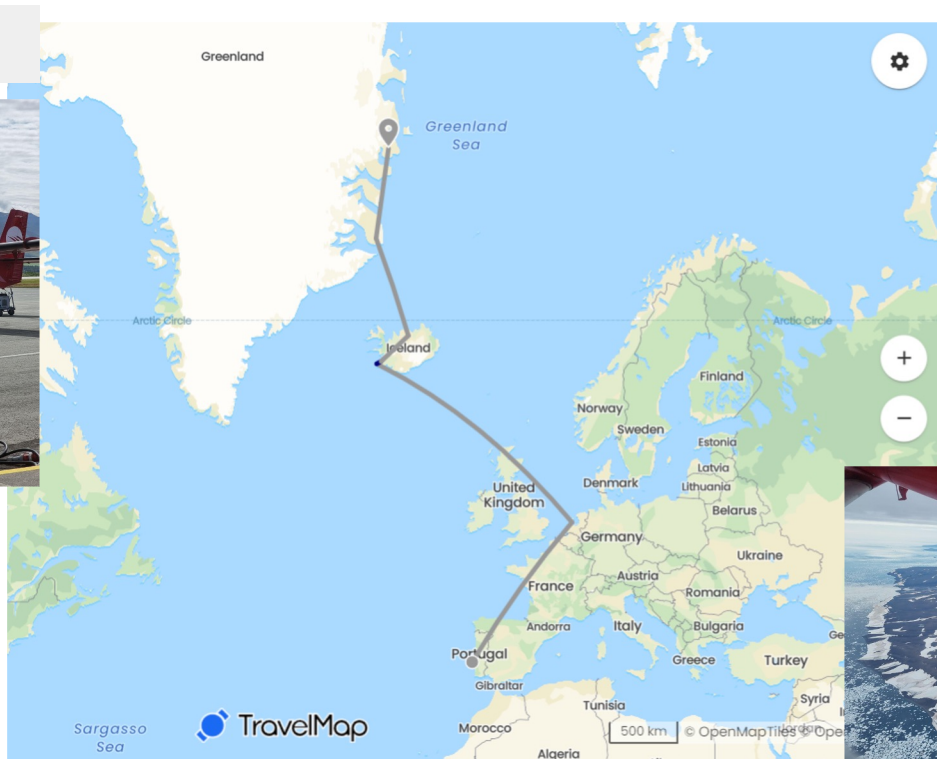 Greenland
Greenland
Sea
Arctic Circle
Arctic Circle
Iceland
Finland
Norway
Sweden
Estonia
Latvia
Denmark
Lithuania
United
Kingdom
Belarus
Germany
Ukraine
Austria
France
Romania
Andorra
Italy
Bulgaria
Portugal
Greece
Turkey
Gibraltar
Syria
Tunisia
Sargasso
Sea
TravelMap
Morocco
500 km
© OpenMapTiles ©
Algeria
+
−